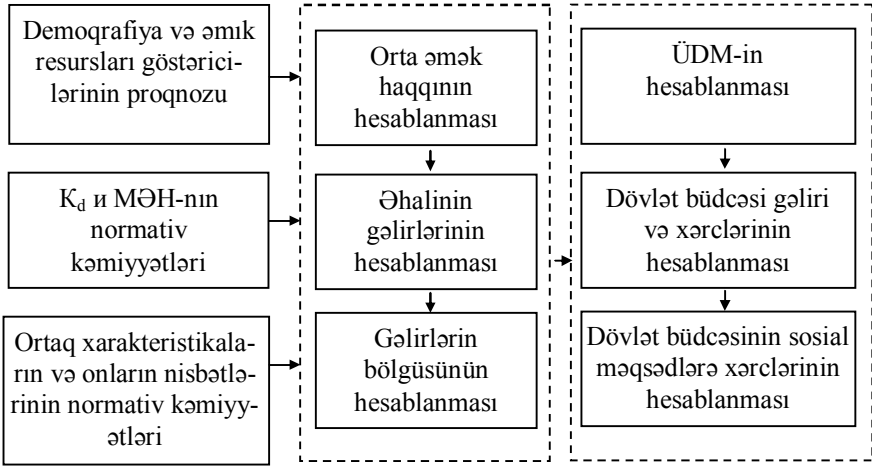 Demoqrafiya və əmık
resursları göstərici-
lərinin proqnozu
K_d и MƏH-nın
normativ
kəmiyyətləri
Ortaq xarakteristikala-
rın və onların nisbətlə-
rinin normativ kəmiyy-
ətləri
Orta əmək
haqqının
hesablanması
Əhalinin
gəlirlərinin
hesablanması
Gəlirlərin
bölgüsünün
hesablanması
ÜDM-in
hesablanması
Dövlət büdcəsi gəliri
və xərclərinin
hesablanması
Dövlət büdcəsinin sosial
məqsədlərə xərclərinin
hesablanması